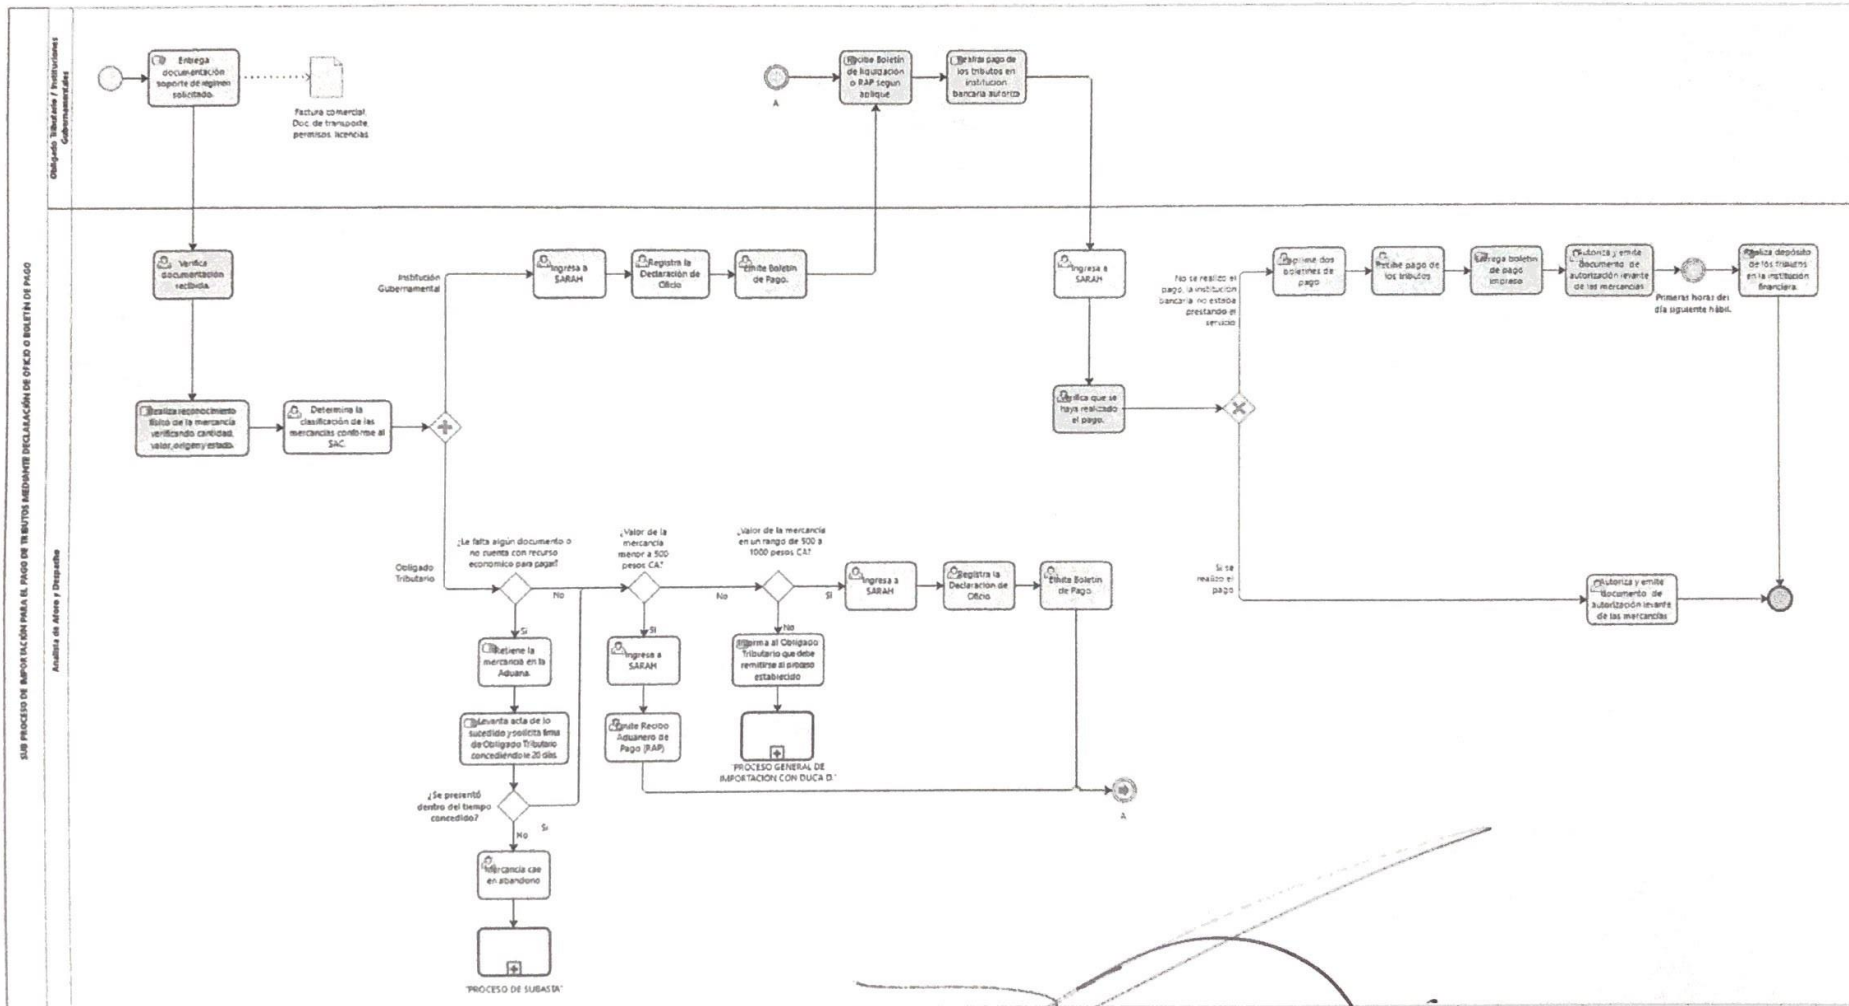 SUB PROCESO DE IMPORTACIÓN PARA EL PAGO DE TRIBUTOS MEDIANTE DECLARACIÓN DE OFICIO O BOLETIN DE PAGO
Obligado Tributario / Instituciones
Gubernamentales
Entrega
documentación
soporte de régimen
solicitado.
Factura comercial,
Doc. de transporte,
permisos, licencias
A
Recibe Boletín
de liquidación
o RAP según
aplique
Realiza pago de
los tributos en
institución
bancaria autoriza
Analista de Aforo y Despacho
Verifica
documentación
recibida.
Realiza reconocimiento
físico de la mercancía
verificando cantidad,
valor, origen y estado.
Determina la
clasificación de las
mercancías conforme al
SAC.
Institución
Gubernamental
Ingresa a
SARAH
Registra la
Declaración de
Oficio
Emite Boletín
de Pago.
Ingresa a
SARAH
Verifica que se
haya realizado
el pago.
No se realizo el
pago, la institución
bancaria no estaba
prestando el
servicio
Imprime dos
boletines de
pago
Recibe pago de
los tributos
Entrega boletín
de pago
impreso
Autoriza y emite
documento de
autorización levante
de las mercancías
Primeras horas del
día siguiente hábil.
Realiza depósito
de los tributos
en la institución
financiera.
Si se
realizo el
pago
Autoriza y emite
documento de
autorización levante
de las mercancías
Obligado
Tributario
¿Le falta algún documento o
no cuenta con recurso
económico para pagar?
No
Si
Retiene la
mercancía en la
Aduana.
Levanta acta de lo
sucedido y solicita firma
de Obligado Tributario
concediéndole 20 días.
¿Se presentó
dentro del tiempo
concedido?
Si
No
Mercancía cae
en abandono
"PROCESO DE SUBASTA"
¿Valor de la
mercancía
menor a 500
pesos CA?
No
Si
Ingresa a
SARAH
Emite Recibo
Aduanero de
Pago (RAP)
¿Valor de la mercancía
en un rango de 500 a
1000 pesos CA?
Si
No
Informa al Obligado
Tributario que debe
remitirse al proceso
establecido
"PROCESO GENERAL DE
IMPORTACIÓN CON DUCA D."
Ingresa a
SARAH
Registra la
Declaración de
Oficio
Emite Boletín
de Pago.
A